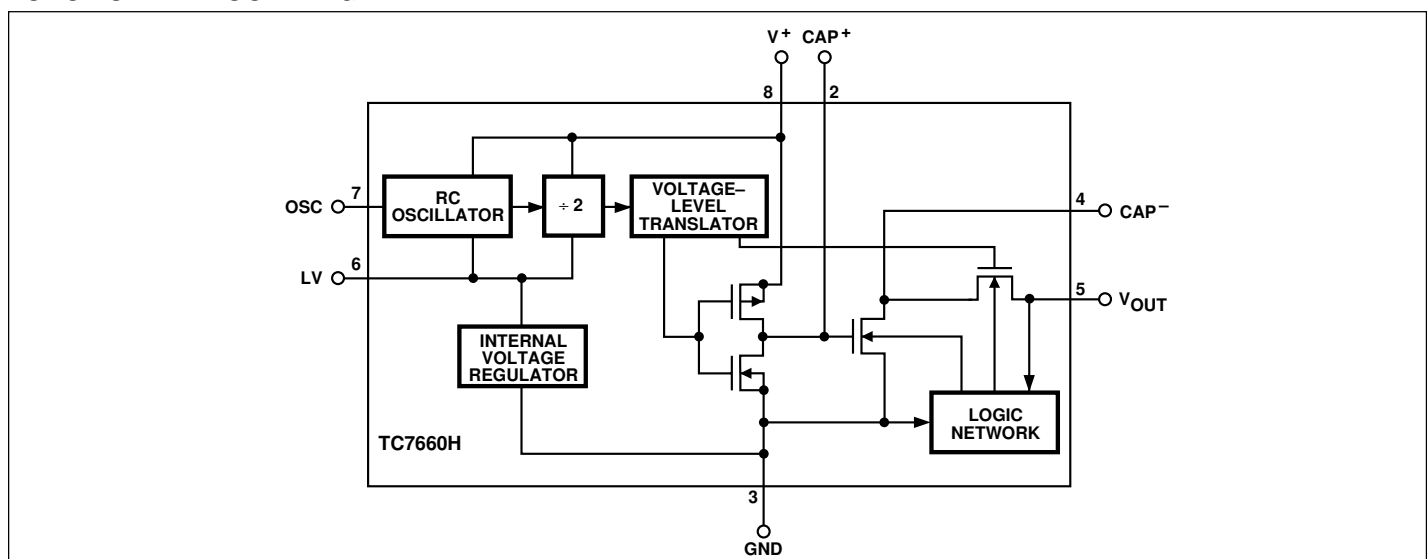 V+ CAP+
8 2
RC
OSCILLATOR
÷ 2
VOLTAGE–
LEVEL
TRANSLATOR
7
OSC
4
CAP–
6
LV
5
VOUT
INTERNAL
VOLTAGE
REGULATOR
LOGIC
NETWORK
TC7660H
3
GND